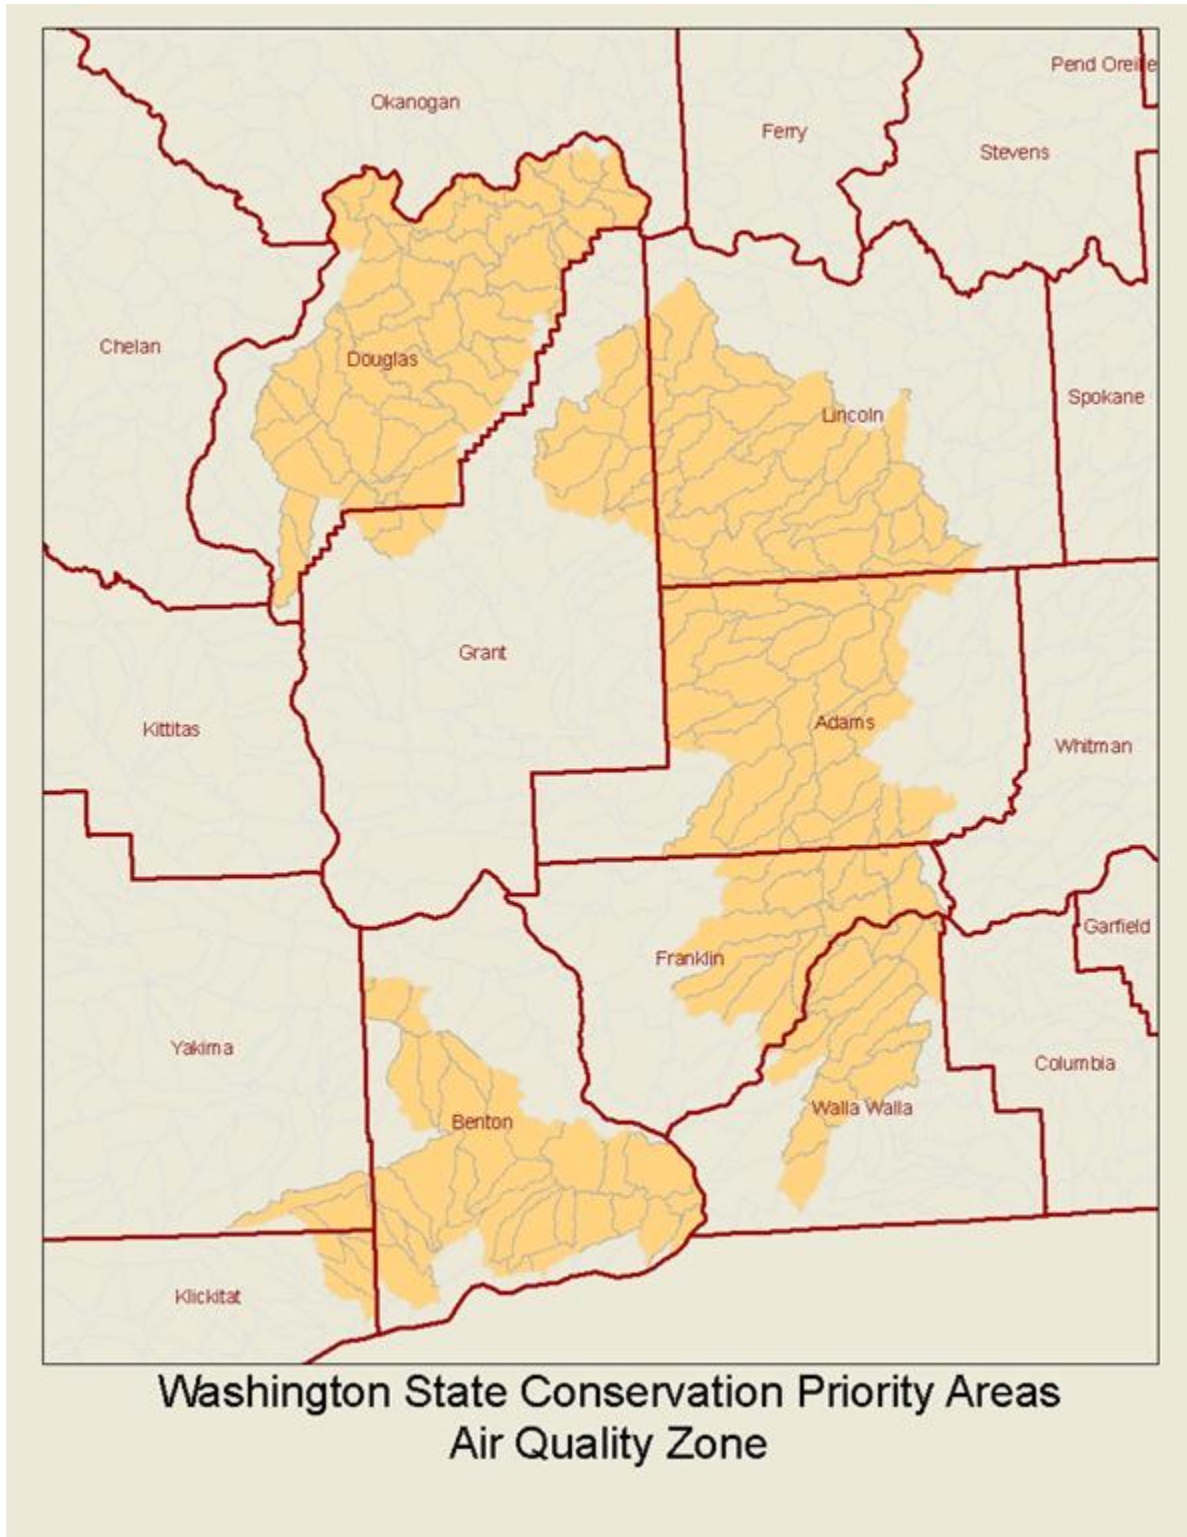 Pend Oreille
Okanogan
Ferry
Stevens
Chelan
Douglas
Spokane
Lincoln
Grant
Adams
Kittitas
Whitman
Garfield
Franklin
Yakima
Columbia
Walla Walla
Benton
Klickitat
Washington State Conservation Priority Areas
Air Quality Zone